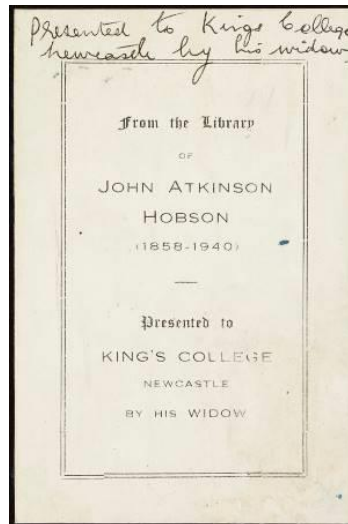 Presented to Kings College
Newcastle by his widow
From the Library
OF
JOHN ATKINSON
HOBSON
(1858-1940)
Presented to
KING'S COLLEGE
NEWCASTLE
BY HIS WIDOW